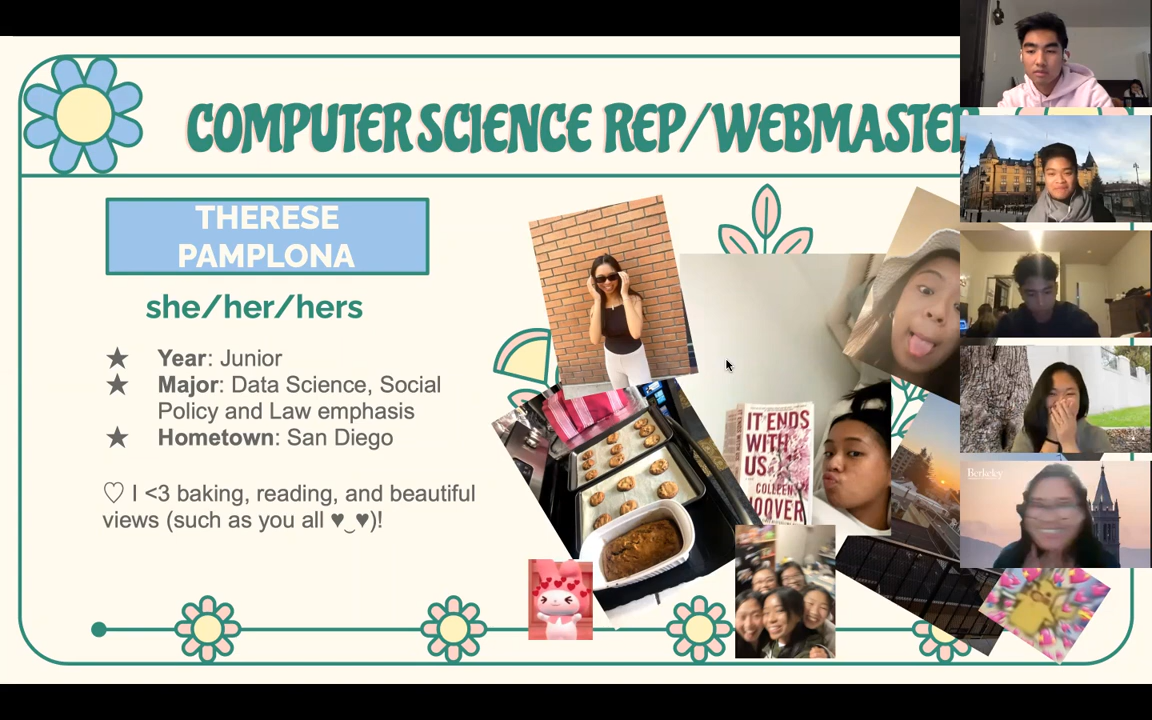 COMPUTER SCIENCE REP/WEBMASTER
THERESE
PAMPLONA
she/her/hers
★ Year: Junior
★ Major: Data Science, Social
Policy and Law emphasis
★ Hometown: San Diego
♡ I <3 baking, reading, and beautiful
views (such as you all ♥‿♥)!
IT ENDS
WITH
US
COLLEEN
HOOVER
Berkeley